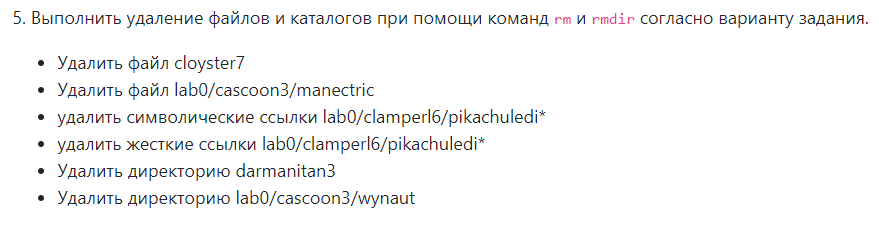 5. Выполнить удаление файлов и каталогов при помощи команд rm и rmdir согласно варианту задания.
• Удалить файл cloyster7
• Удалить файл lab0/cascoon3/manectric
• удалить символические ссылки lab0/clamperl6/pikachuledi*
• удалить жесткие ссылки lab0/clamperl6/pikachuledi*
• Удалить директорию darmanitan3
• Удалить директорию lab0/cascoon3/wynaut